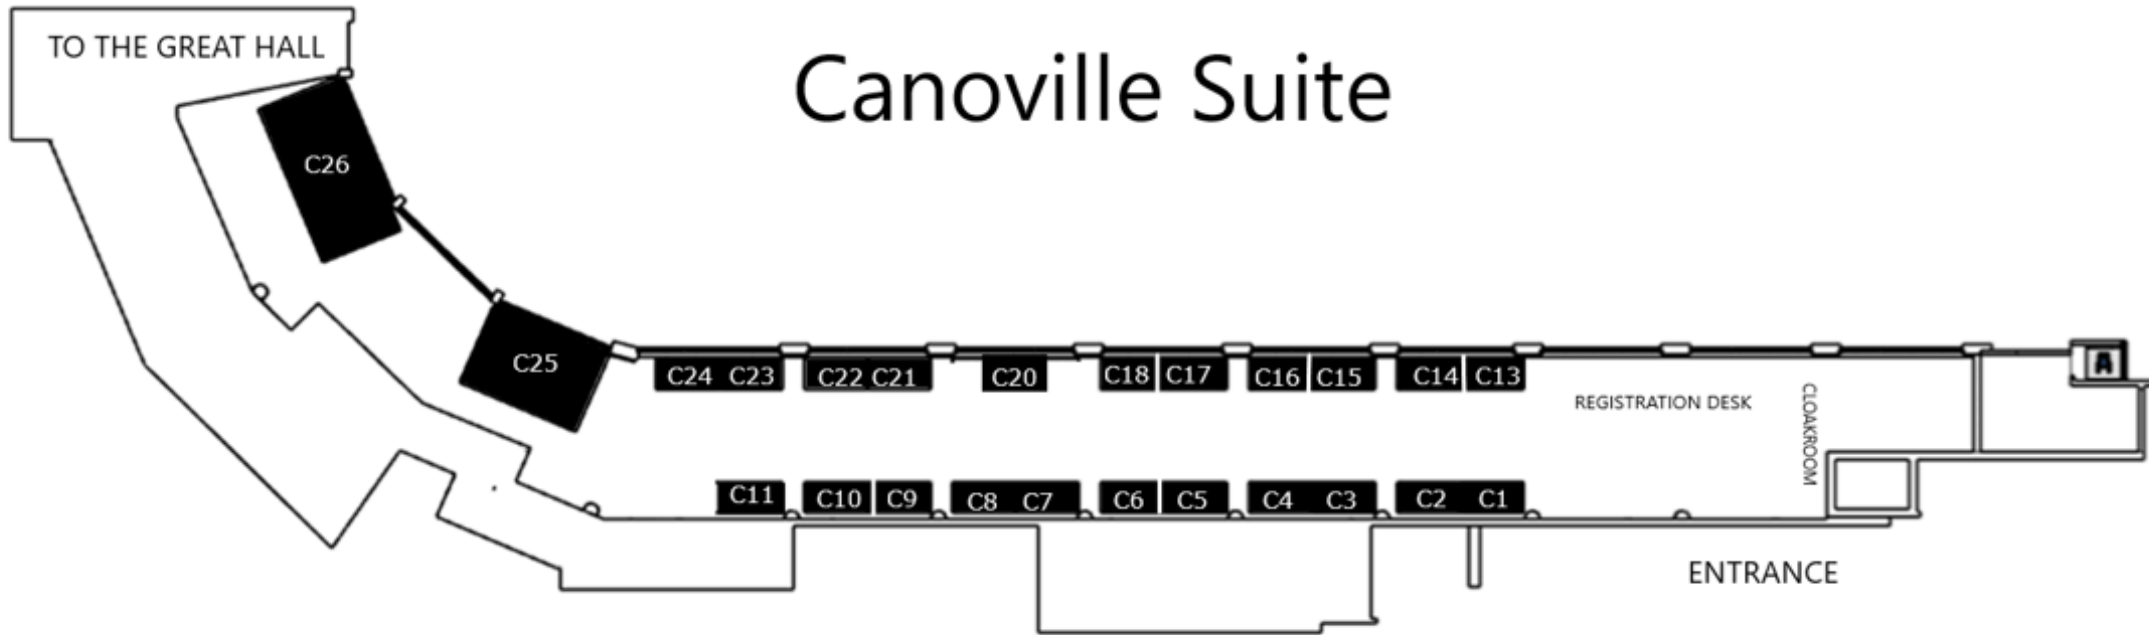 TO THE GREAT HALL
Canoville Suite
C26
C25
C24 C23 C22 C21 C20 C18 C17 C16 C15 C14 C13
REGISTRATION DESK
CLOAKROOM
A
C11 C10 C9 C8 C7 C6 C5 C4 C3 C2 C1
ENTRANCE